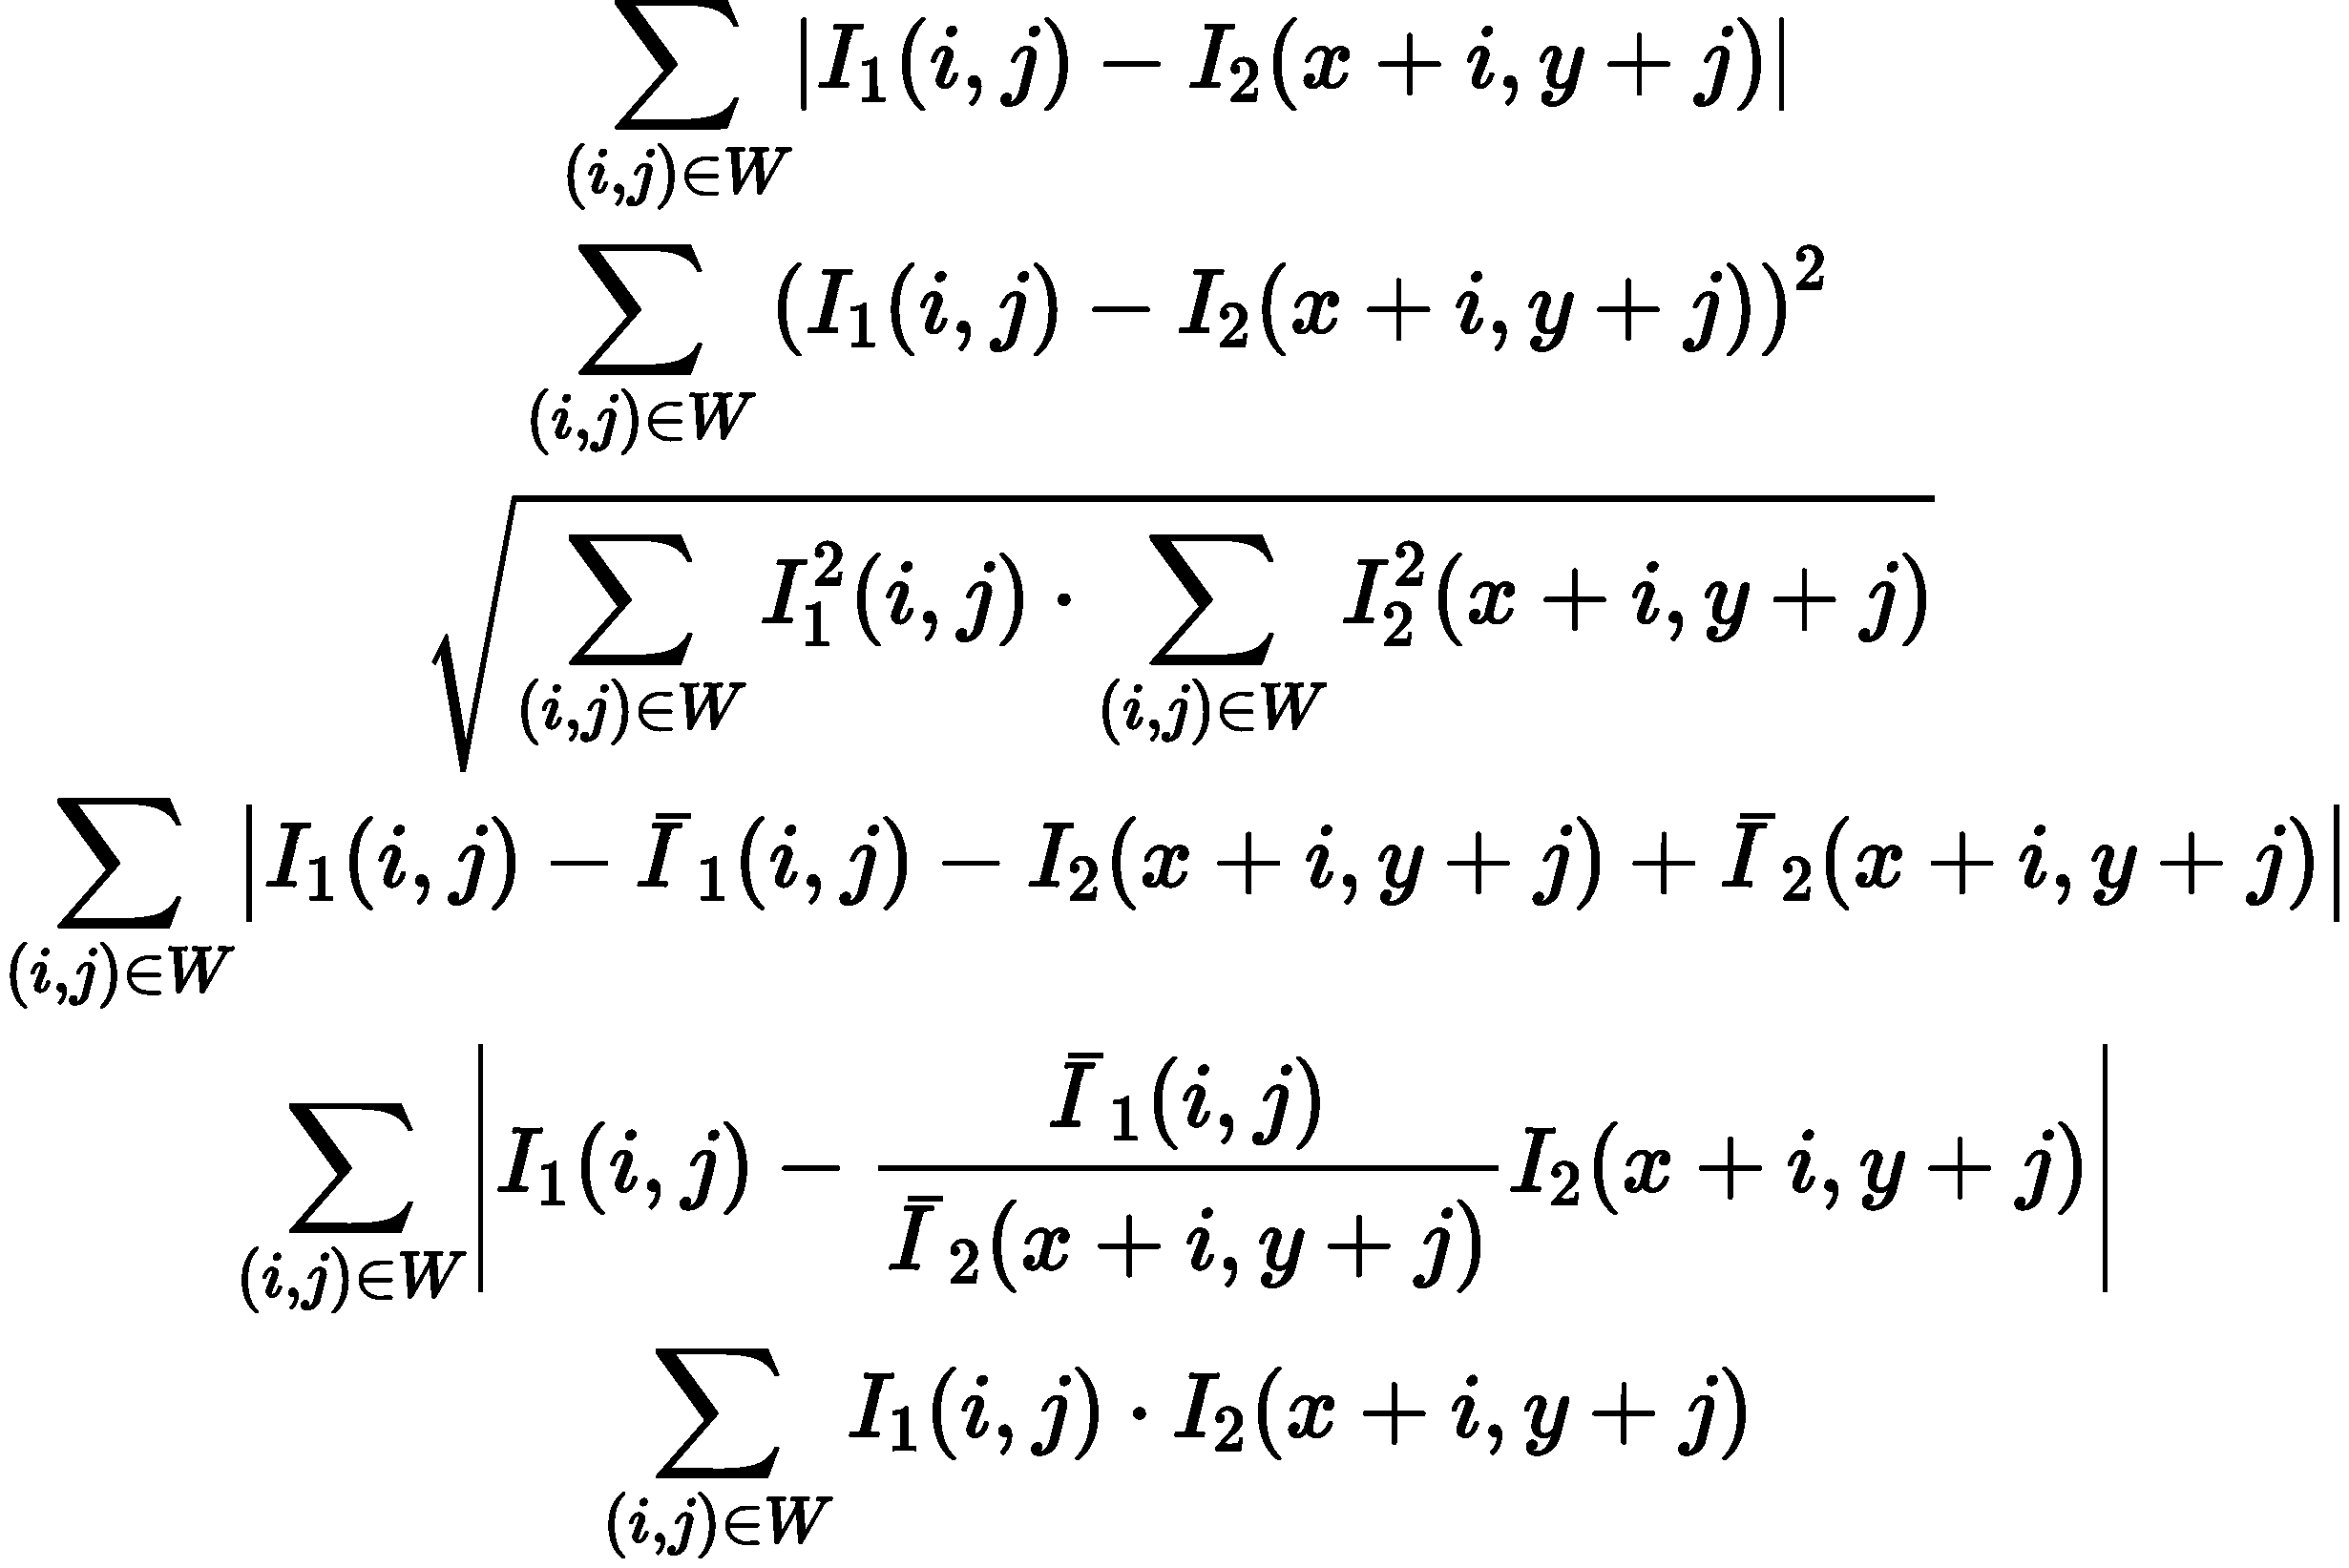 \sum_{(i,j)\in W} |I_1(i,j) - I_2(x+i,y+j)|
\sum_{(i,j)\in W} (I_1(i,j) - I_2(x+i,y+j))^2
\sqrt{\sum_{(i,j)\in W} I_1^2(i,j) \cdot \sum_{(i,j)\in W} I_2^2(x+i,y+j)}
\sum_{(i,j)\in W} |I_1(i,j) - \bar{I}_1(i,j) - I_2(x+i,y+j) + \bar{I}_2(x+i,y+j)|
\sum_{(i,j)\in W} \left|I_1(i,j) - \frac{\bar{I}_1(i,j)}{\bar{I}_2(x+i,y+j)} I_2(x+i,y+j)\right|
\sum_{(i,j)\in W} I_1(i,j) \cdot I_2(x+i,y+j)